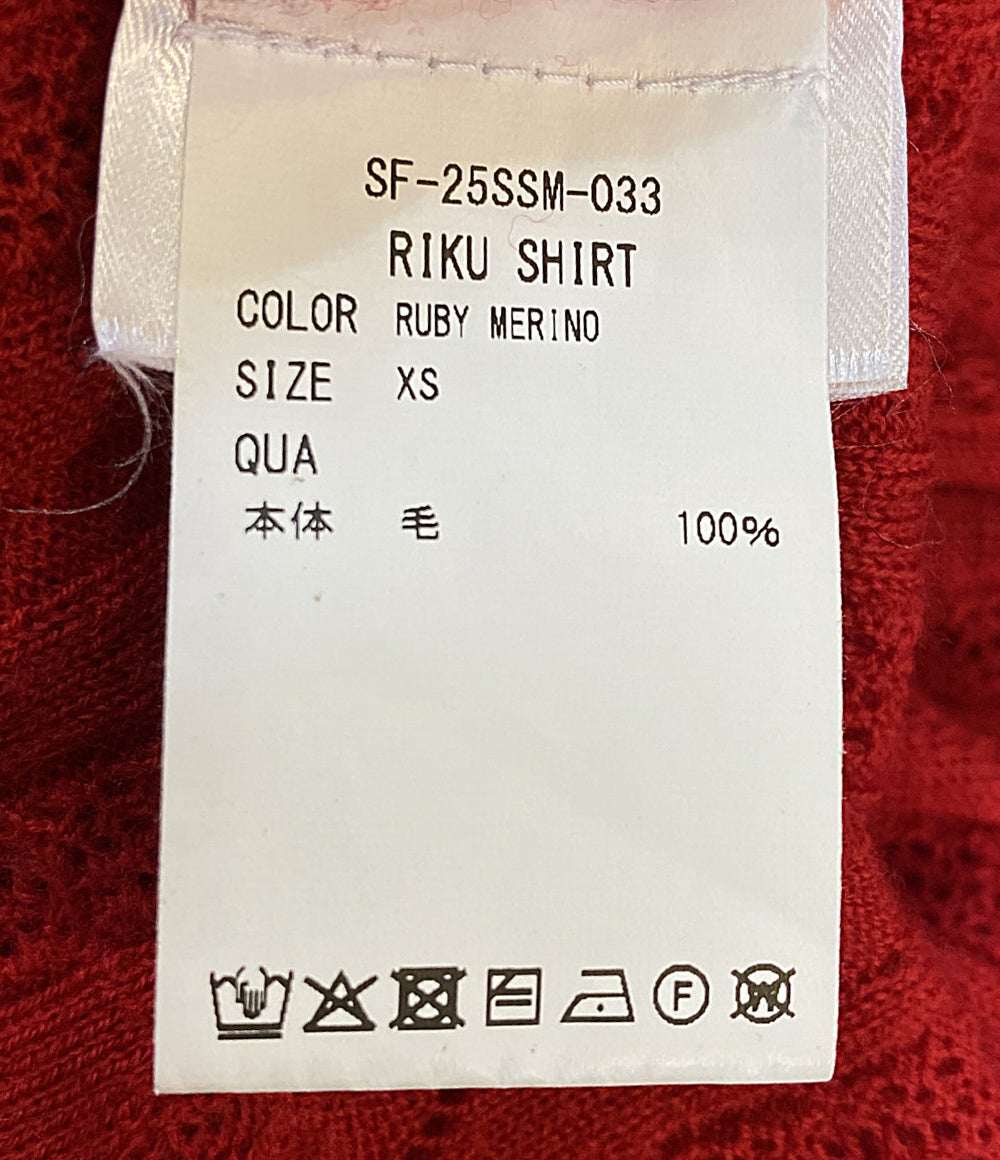 SF-25SSM-033
RIKU SHIRT
COLOR RUBY MERINO
SIZE XS
QUA
本体 毛 100%
F W